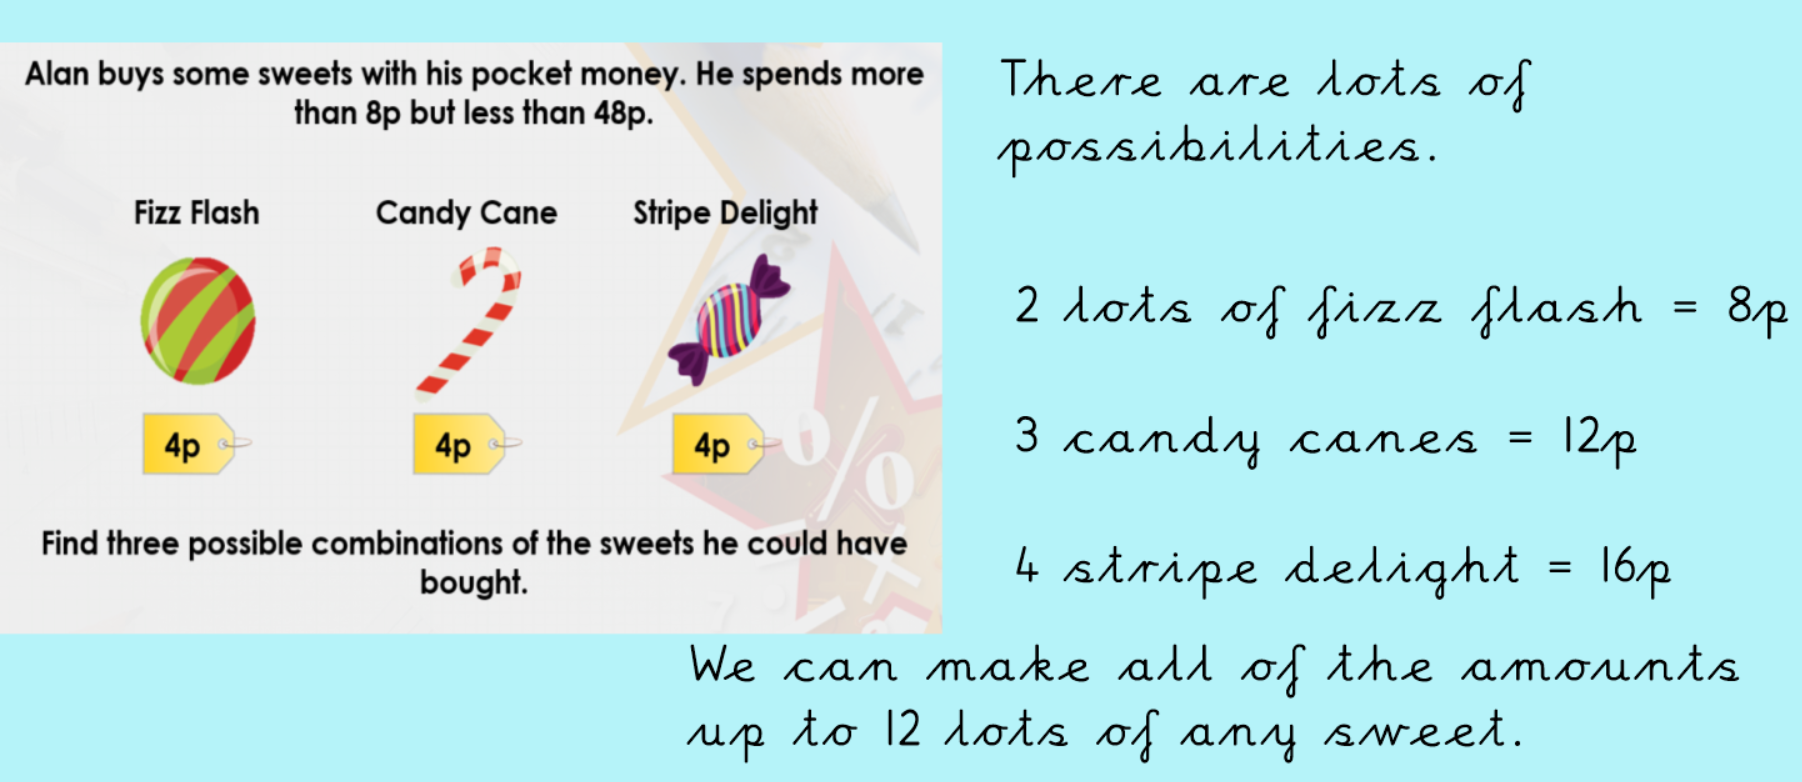 Alan buys some sweets with his pocket money. He spends more
than 8p but less than 48p.
Fizz Flash
Candy Cane
Stripe Delight
4p
4p
4p
Find three possible combinations of the sweets he could have
bought.
There are lots of
possibilities.
2 lots of fizz flash = 8p
3 candy canes = 12p
4 stripe delight = 16p
We can make all of the amounts
up to 12 lots of any sweet.